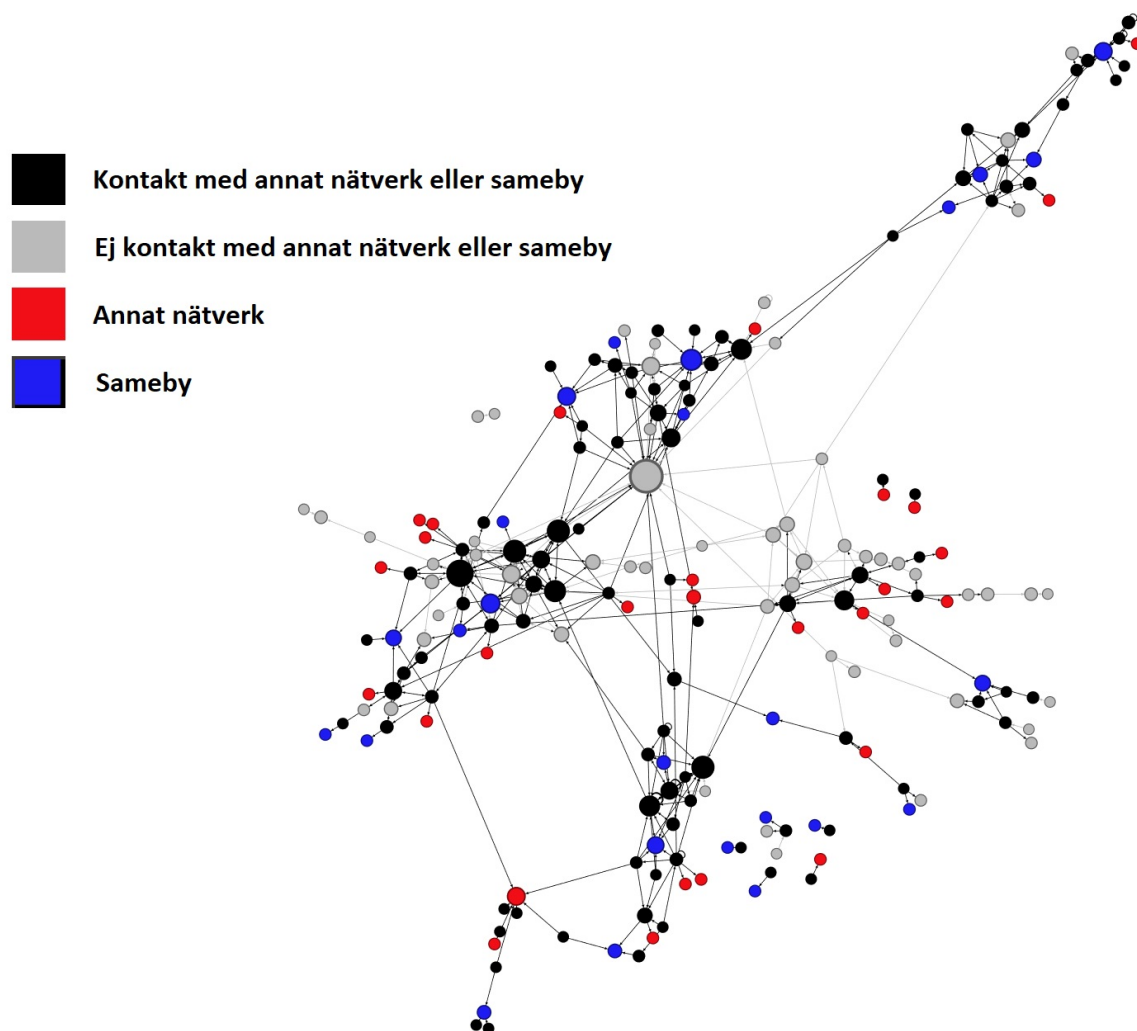 Kontakt med annat nätverk eller sameby
Ej kontakt med annat nätverk eller sameby
Annat nätverk
Sameby